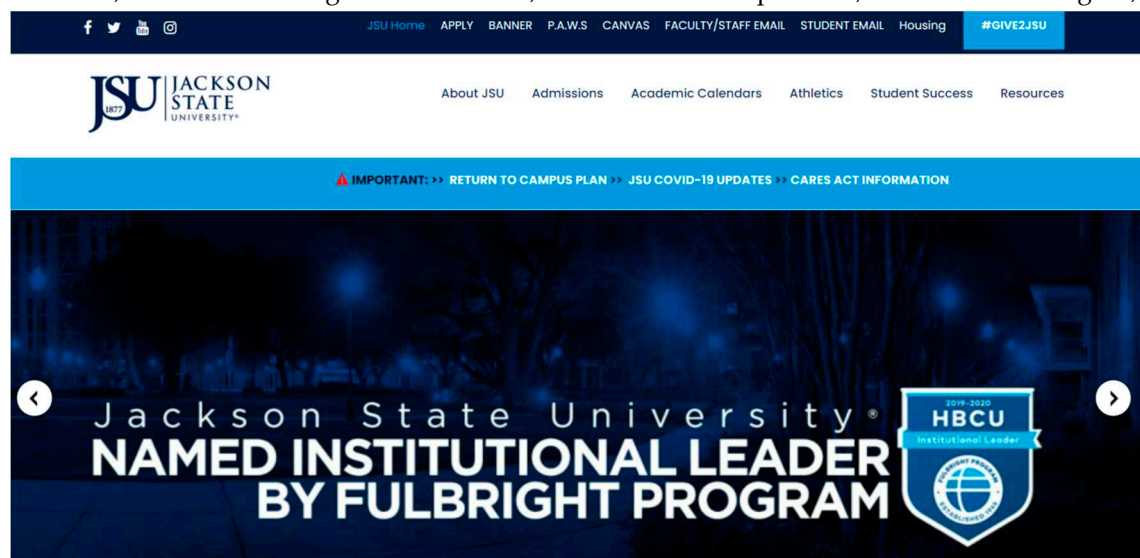 JSU Home APPLY BANNER P.A.W.S CANVAS FACULTY/STAFF EMAIL STUDENT EMAIL Housing #GIVE2JSU
JSU 1877 JACKSON
STATE
UNIVERSITY®
About JSU Admissions Academic Calendars Athletics Student Success Resources
IMPORTANT: >> RETURN TO CAMPUS PLAN >> JSU COVID-19 UPDATES >> CARES ACT INFORMATION
Jackson State University®
NAMED INSTITUTIONAL LEADER
BY FULBRIGHT PROGRAM
2019-2020
HBCU
Institutional Leader
FULBRIGHT PROGRAM
ESTABLISHED 1946